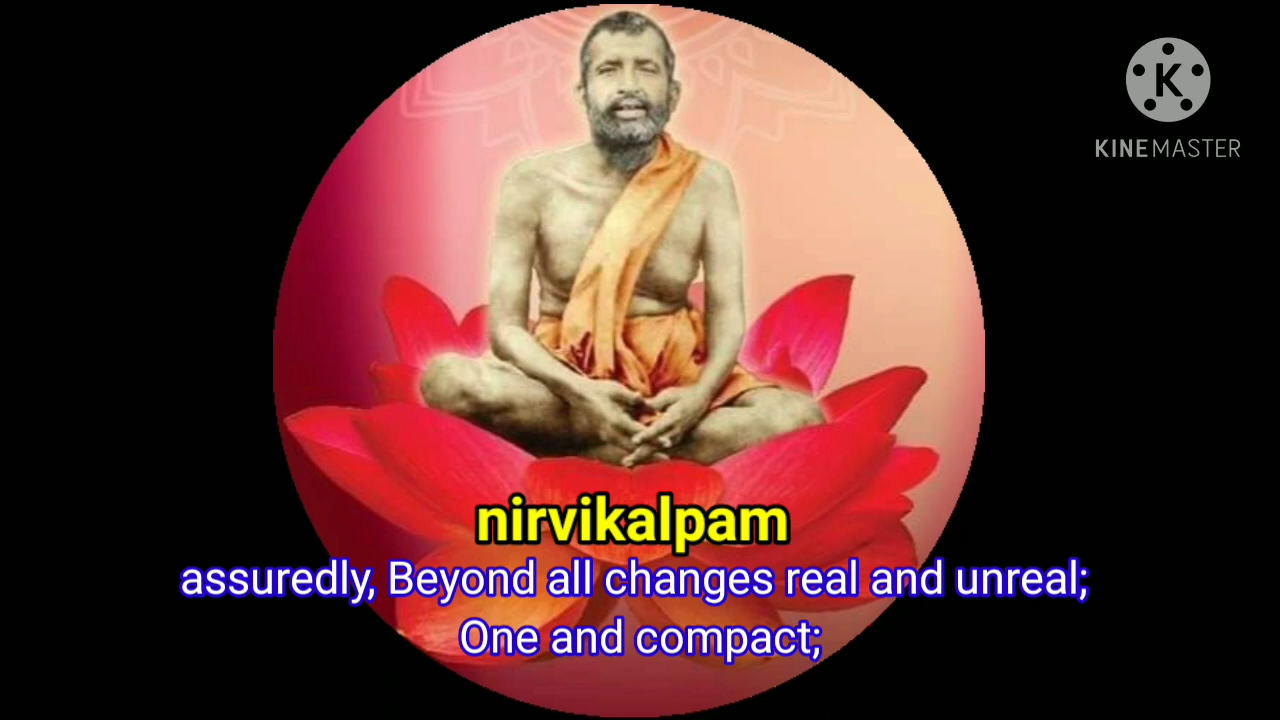 KINEMASTER
nirvikalpam
assuredly, Beyond all changes real and unreal;
One and compact;